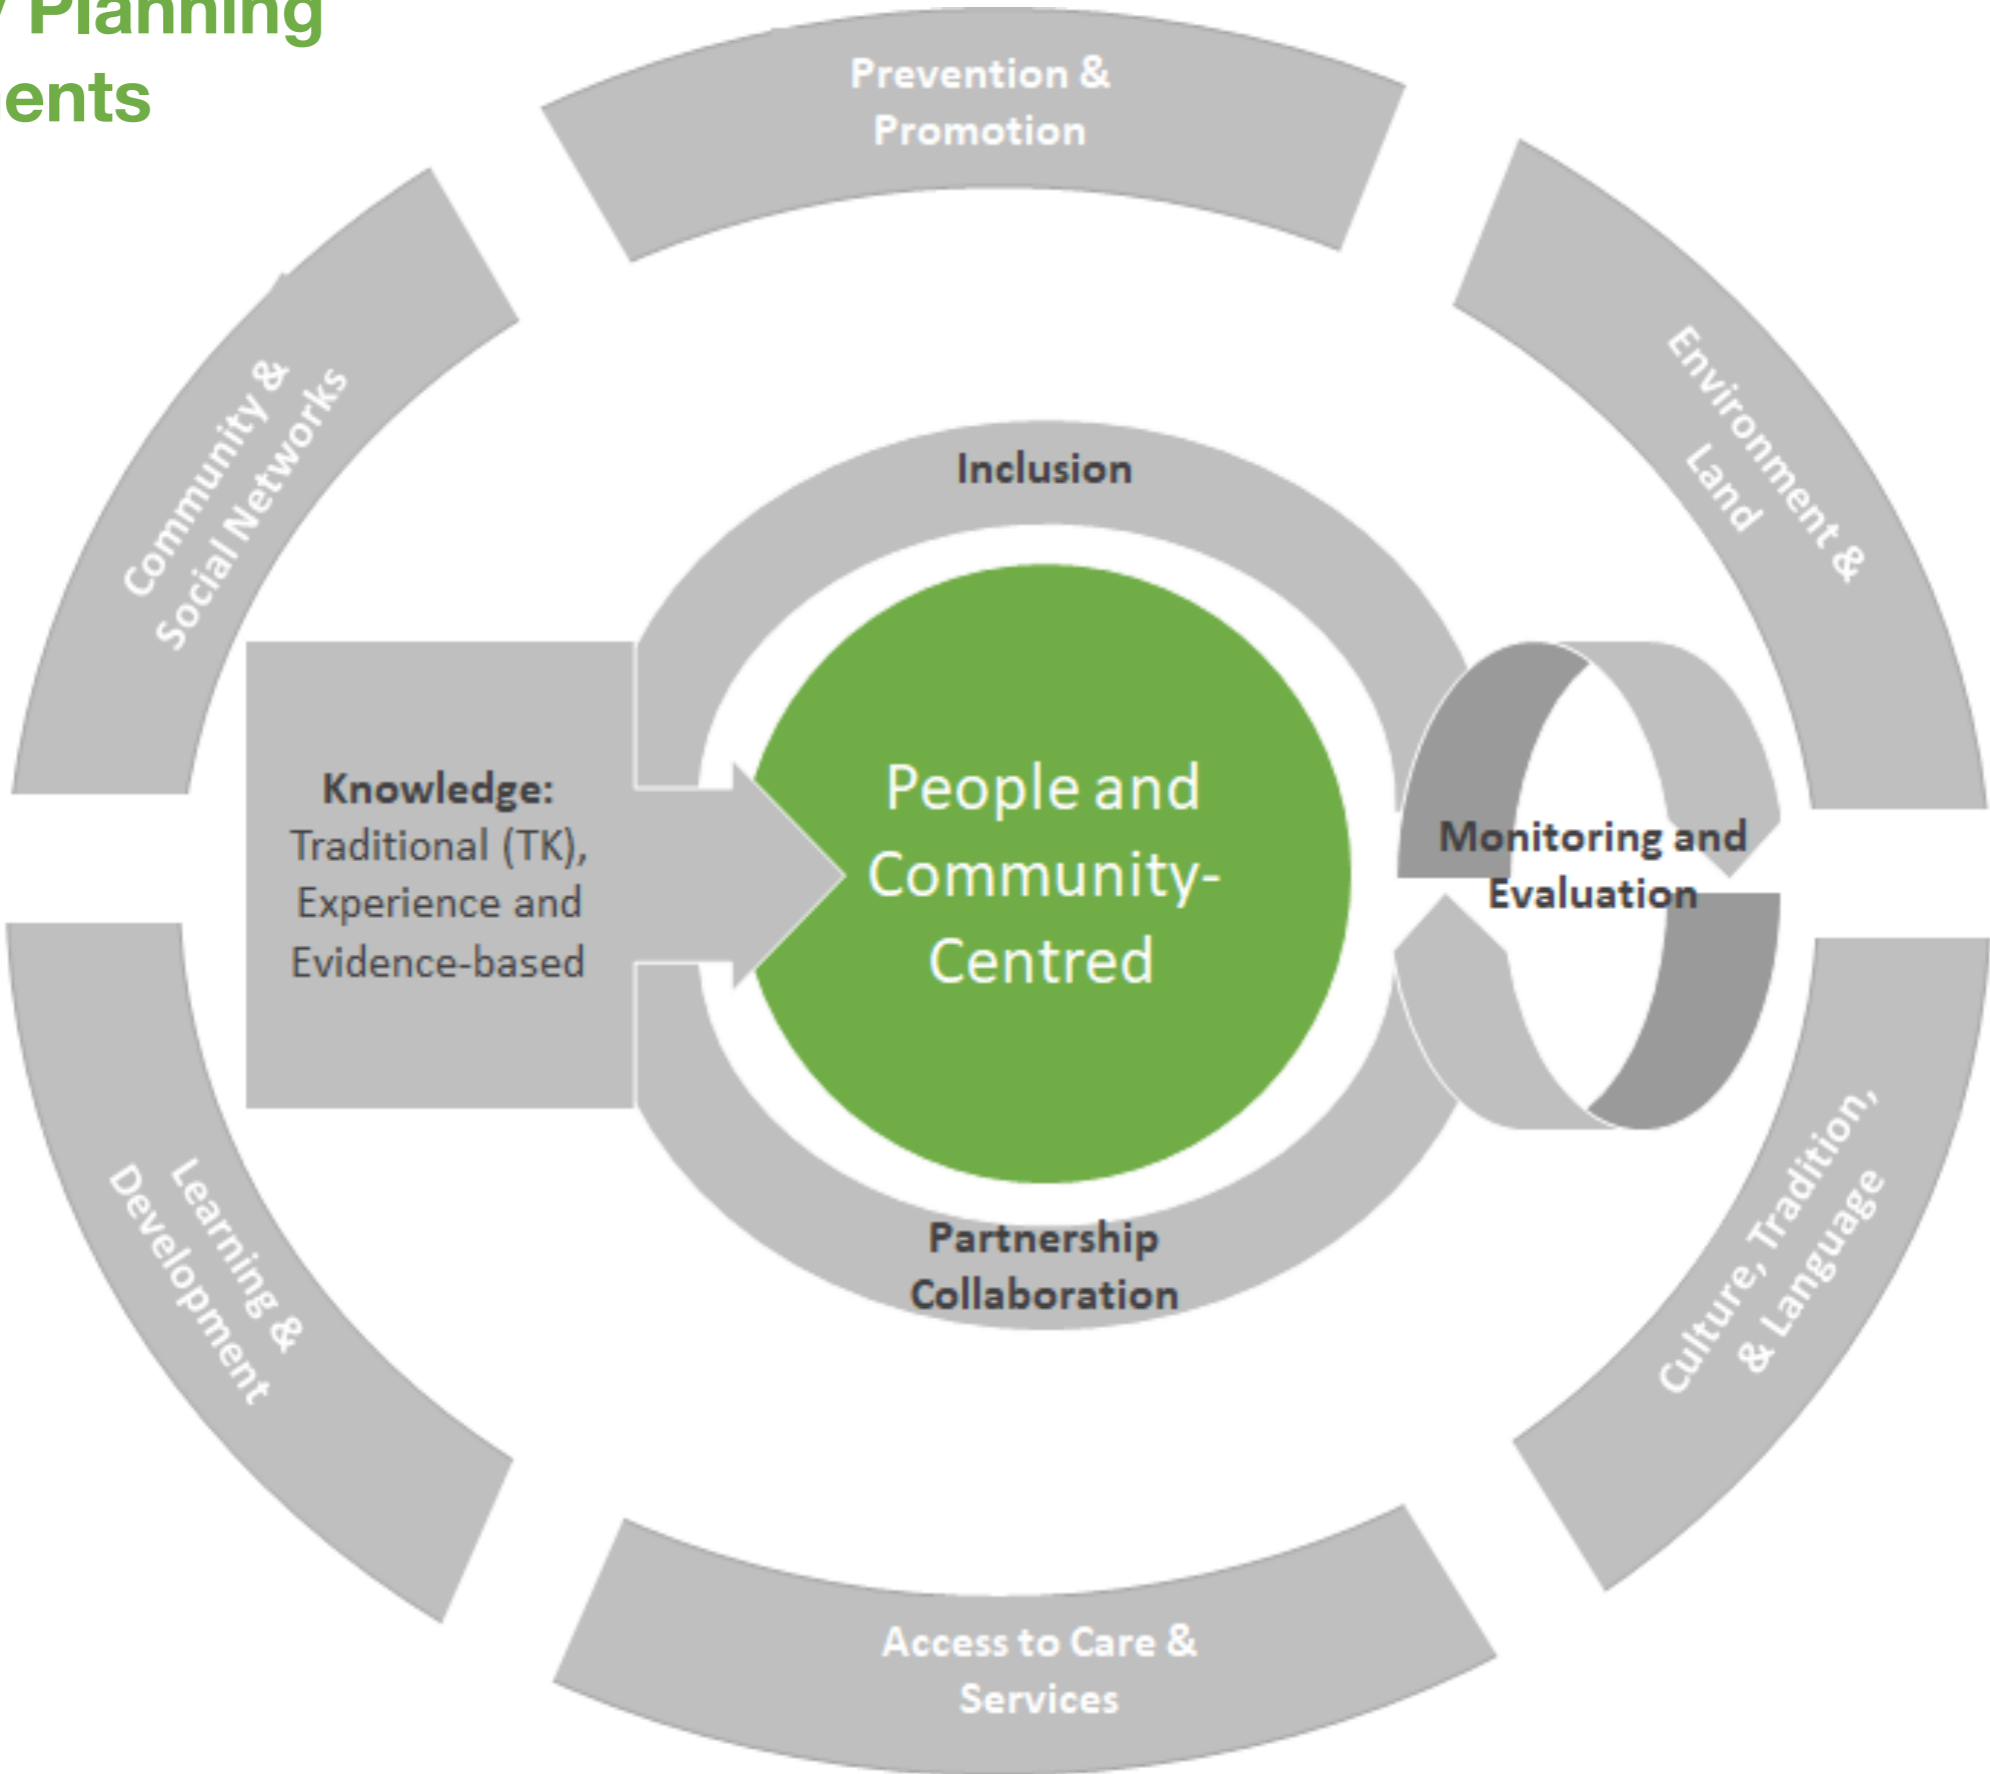 Planning
ents
Prevention &
Promotion
Environment &
Land
Community &
Social Networks
Inclusion
Knowledge:
Traditional (TK),
Experience and
Evidence-based
People and
Community-
Centred
Monitoring and
Evaluation
Partnership
Collaboration
Learning &
Development
Culture, Tradition,
& Language
Access to Care &
Services